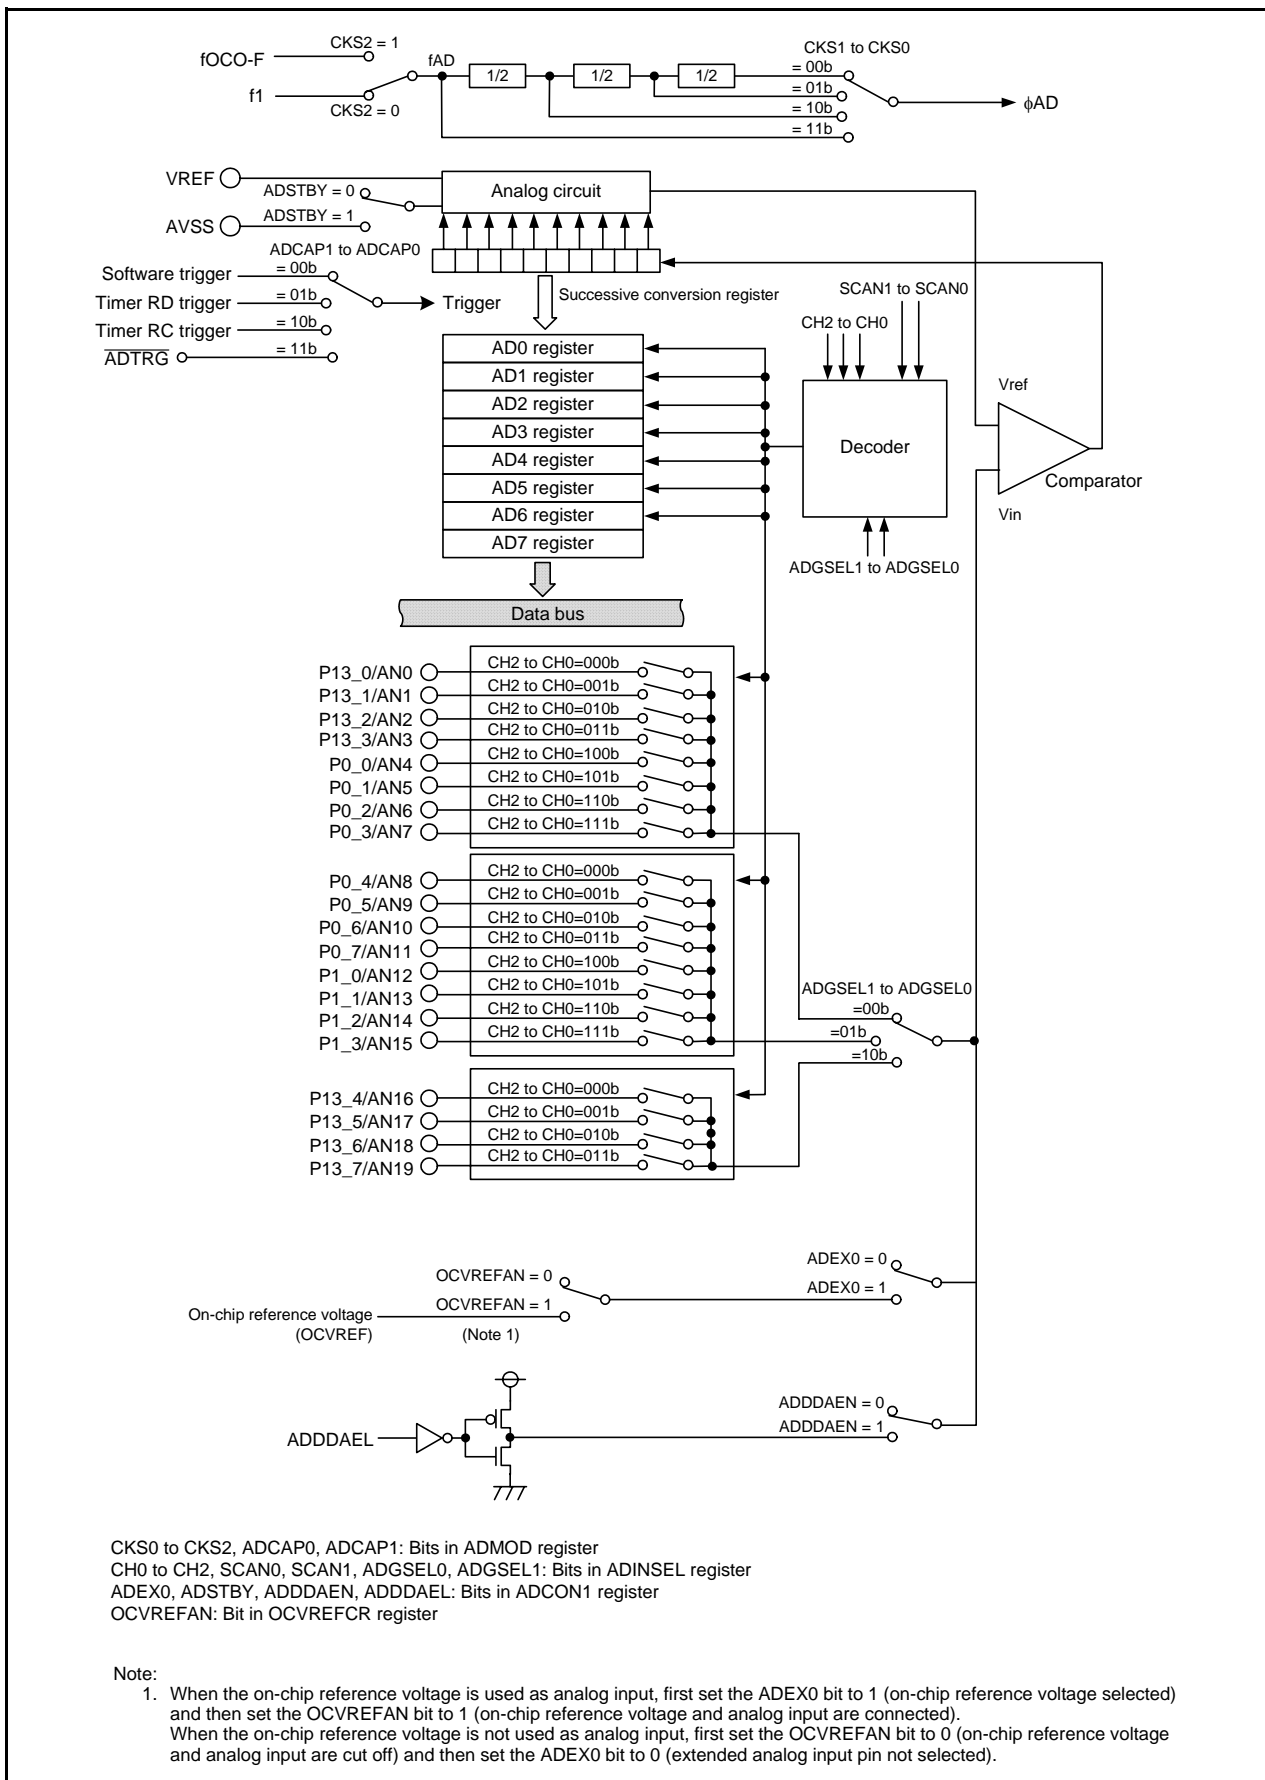 CKS2 = 1
fOCO-F
f1
CKS2 = 0
fAD
1/2
1/2
1/2
CKS1 to CKS0
= 00b
= 01b
= 10b
= 11b
ϕAD
VREF
AVSS
ADSTBY = 0
ADSTBY = 1
Analog circuit
ADCAP1 to ADCAP0
Software trigger
= 00b
Timer RD trigger
= 01b
Timer RC trigger
= 10b
ADTRG
= 11b
Trigger
Successive conversion register
AD0 register
AD1 register
AD2 register
AD3 register
AD4 register
AD5 register
AD6 register
AD7 register
Data bus
SCAN1 to SCAN0
CH2 to CH0
Decoder
ADGSEL1 to ADGSEL0
Vref
Comparator
Vin
P13_0/AN0
CH2 to CH0=000b
P13_1/AN1
CH2 to CH0=001b
P13_2/AN2
CH2 to CH0=010b
P13_3/AN3
CH2 to CH0=011b
P0_0/AN4
CH2 to CH0=100b
P0_1/AN5
CH2 to CH0=101b
P0_2/AN6
CH2 to CH0=110b
P0_3/AN7
CH2 to CH0=111b
P0_4/AN8
CH2 to CH0=000b
P0_5/AN9
CH2 to CH0=001b
P0_6/AN10
CH2 to CH0=010b
P0_7/AN11
CH2 to CH0=011b
P1_0/AN12
CH2 to CH0=100b
P1_1/AN13
CH2 to CH0=101b
P1_2/AN14
CH2 to CH0=110b
P1_3/AN15
CH2 to CH0=111b
ADGSEL1 to ADGSEL0
=00b
=01b
=10b
P13_4/AN16
CH2 to CH0=000b
P13_5/AN17
CH2 to CH0=001b
P13_6/AN18
CH2 to CH0=010b
P13_7/AN19
CH2 to CH0=011b
ADEX0 = 0
ADEX0 = 1
OCVREFAN = 0
OCVREFAN = 1
On-chip reference voltage
(OCVREF)
(Note 1)
ADDDAEN = 0
ADDDAEN = 1
ADDDAEL
CKS0 to CKS2, ADCAP0, ADCAP1: Bits in ADMOD register
CH0 to CH2, SCAN0, SCAN1, ADGSEL0, ADGSEL1: Bits in ADINSEL register
ADEX0, ADSTBY, ADDDAEN, ADDDAEL: Bits in ADCON1 register
OCVREFAN: Bit in OCVREFCR register
Note:
1. When the on-chip reference voltage is used as analog input, first set the ADEX0 bit to 1 (on-chip reference voltage selected)
and then set the OCVREFAN bit to 1 (on-chip reference voltage and analog input are connected).
When the on-chip reference voltage is not used as analog input, first set the OCVREFAN bit to 0 (on-chip reference voltage
and analog input are cut off) and then set the ADEX0 bit to 0 (extended analog input pin not selected).